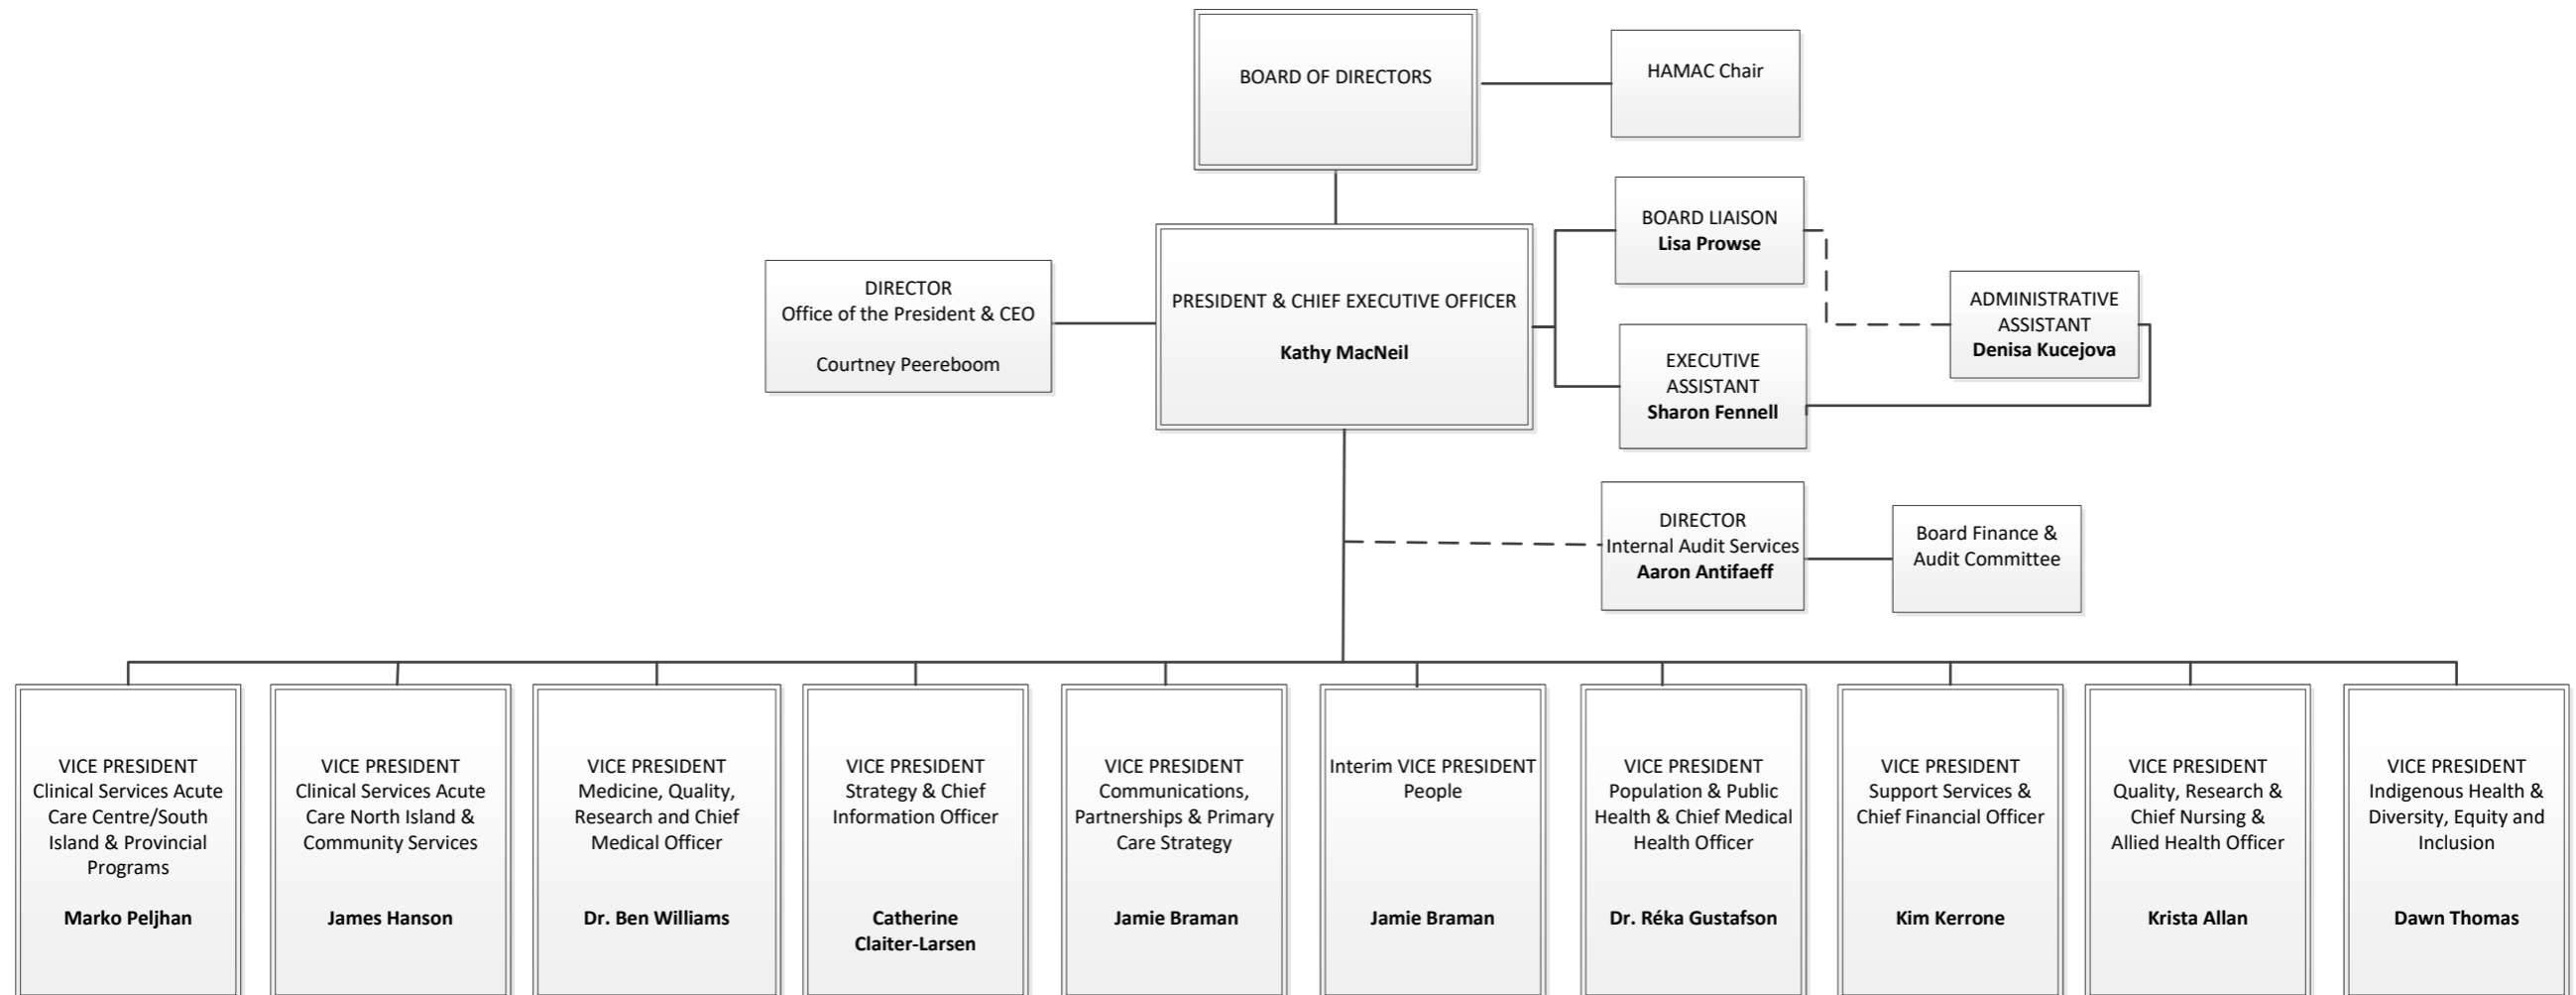 BOARD OF DIRECTORS
HAMAC Chair
BOARD LIAISON
Lisa Prowse
DIRECTOR
Office of the President & CEO
Courtney Peereboom
PRESIDENT & CHIEF EXECUTIVE OFFICER
Kathy MacNeil
ADMINISTRATIVE
ASSISTANT
Denisa Kucejova
EXECUTIVE
ASSISTANT
Sharon Fennell
DIRECTOR
Internal Audit Services
Aaron Antifaeff
Board Finance &
Audit Committee
VICE PRESIDENT
Clinical Services Acute
Care Centre/South
Island & Provincial
Programs
Marko Peljhan
VICE PRESIDENT
Clinical Services Acute
Care North Island &
Community Services
James Hanson
VICE PRESIDENT
Medicine, Quality,
Research and Chief
Medical Officer
Dr. Ben Williams
VICE PRESIDENT
Strategy & Chief
Information Officer
Catherine
Claiter-Larsen
VICE PRESIDENT
Communications,
Partnerships & Primary
Care Strategy
Jamie Braman
Interim VICE PRESIDENT
People
Jamie Braman
VICE PRESIDENT
Population & Public
Health & Chief Medical
Health Officer
Dr. Réka Gustafson
VICE PRESIDENT
Support Services &
Chief Financial Officer
Kim Kerrone
VICE PRESIDENT
Quality, Research &
Chief Nursing &
Allied Health Officer
Krista Allan
VICE PRESIDENT
Indigenous Health &
Diversity, Equity and
Inclusion
Dawn Thomas